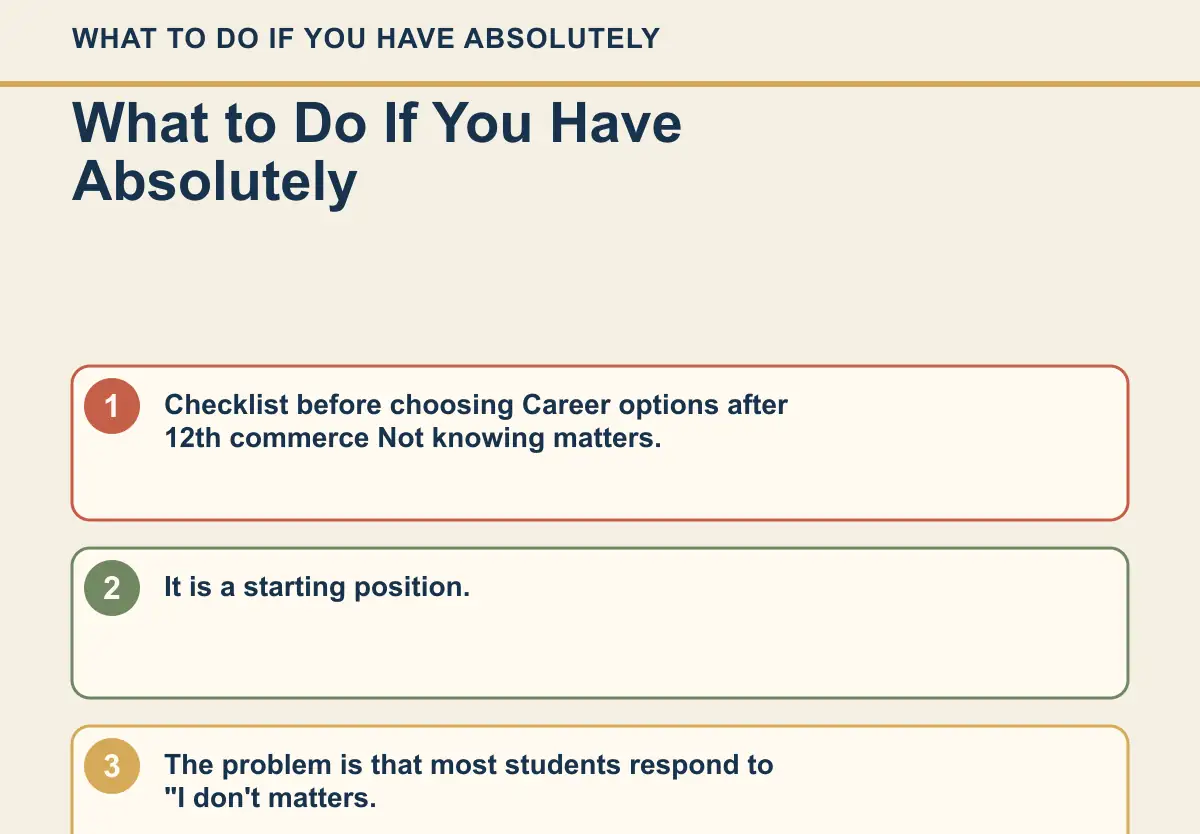 WHAT TO DO IF YOU HAVE ABSOLUTELY
What to Do If You Have
Absolutely
1
Checklist before choosing Career options after
12th commerce Not knowing matters.
2
It is a starting position.
3
The problem is that most students respond to
"I don't matters.